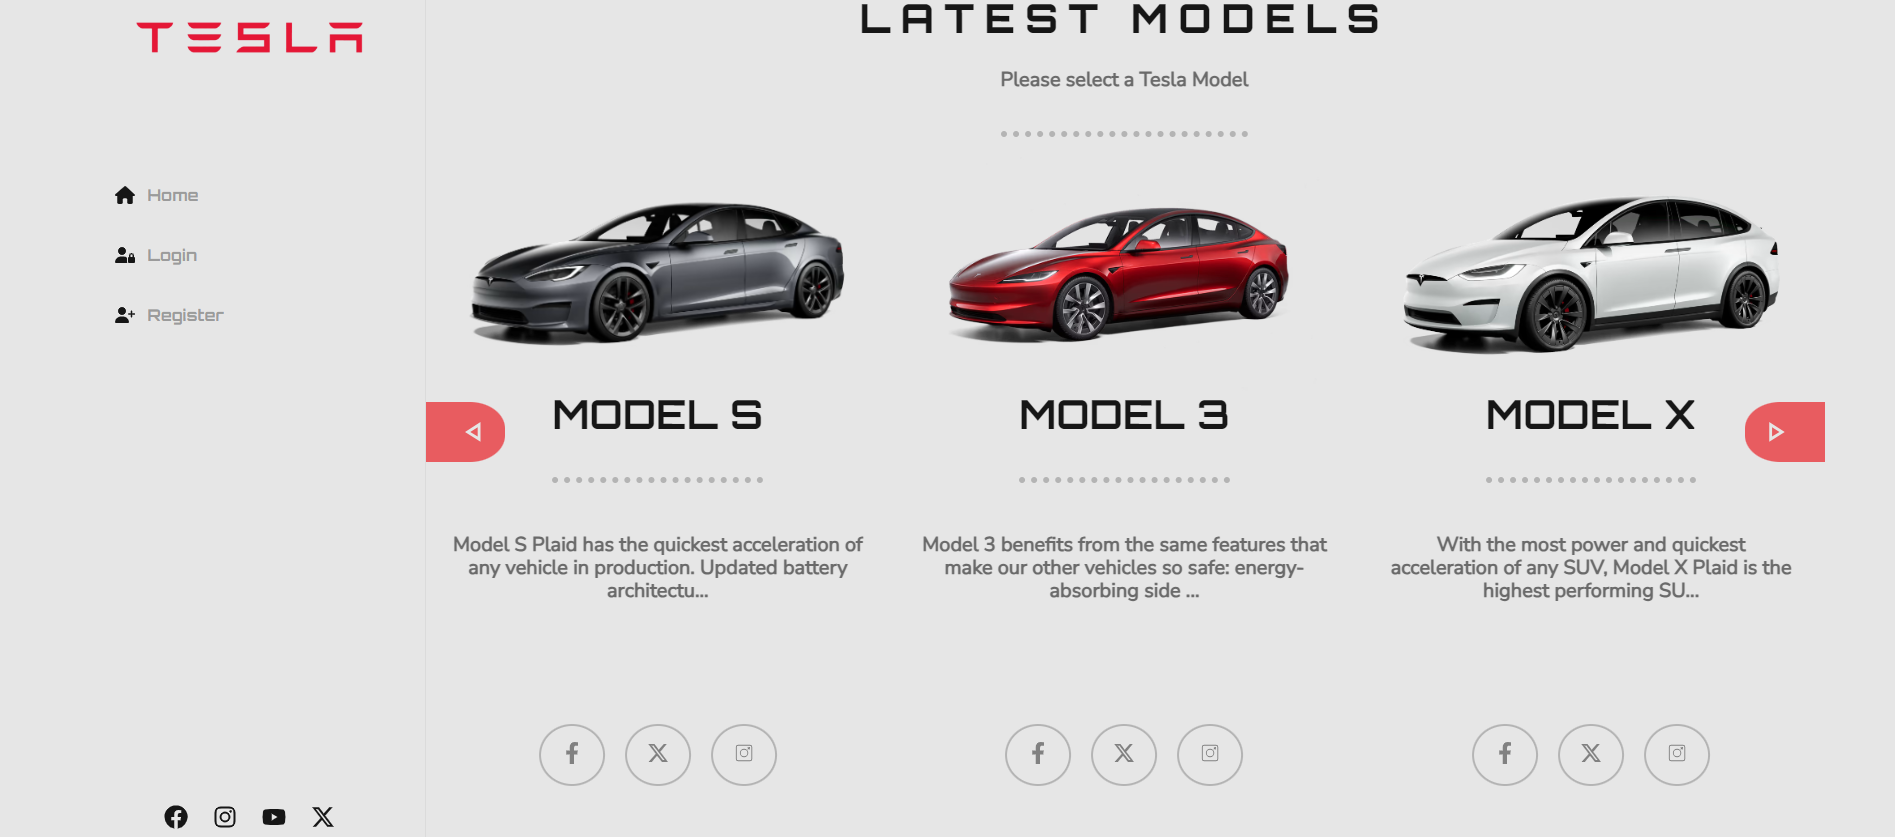 TESLA
Home
Login
Register
LATEST MODELS
Please select a Tesla Model
MODEL S
Model S Plaid has the quickest acceleration of
any vehicle in production. Updated battery
architectu...
MODEL 3
Model 3 benefits from the same features that
make our other vehicles so safe: energy-
absorbing side ...
MODEL X
With the most power and quickest
acceleration of any SUV, Model X Plaid is the
highest performing SU...